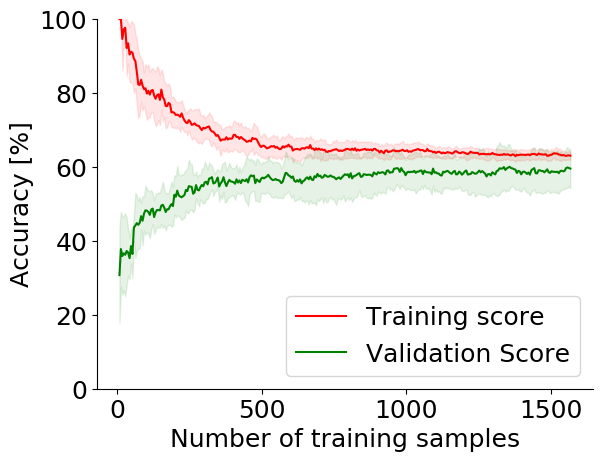 100
80
60
40
20
0
Accuracy [%]
Training score
Validation Score
0 500 1000 1500
Number of training samples